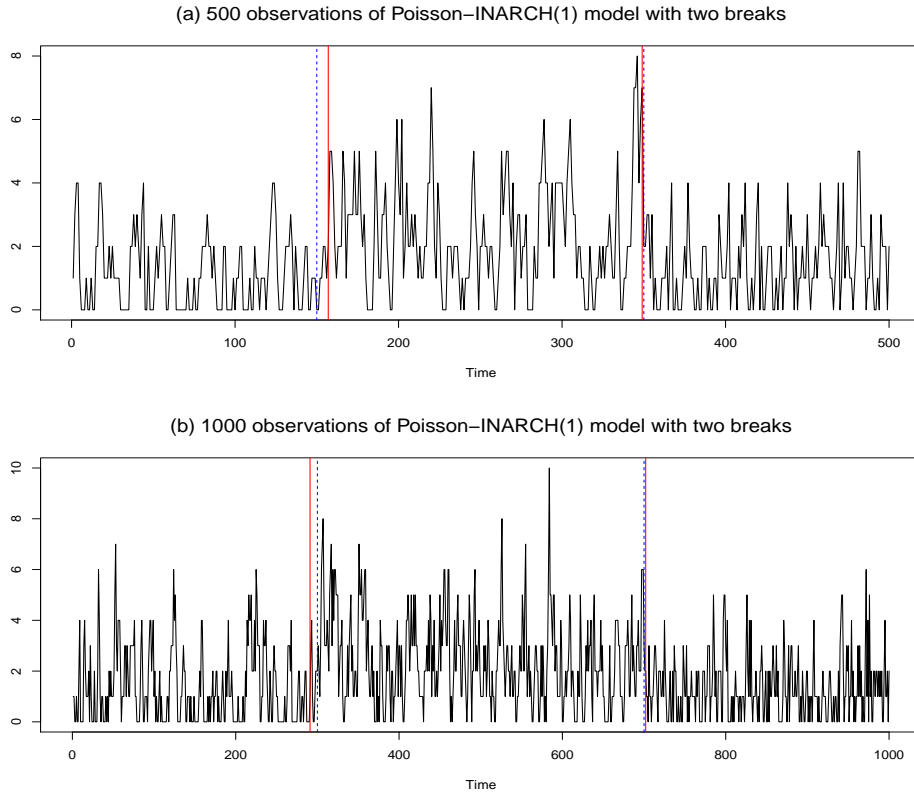 (a) 500 observations of Poisson−INARCH(1) model with two breaks
8
6
4
2
0
0 100 200 300 400 500
Time
(b) 1000 observations of Poisson−INARCH(1) model with two breaks
10
8
6
4
2
0
0 200 400 600 800 1000
Time